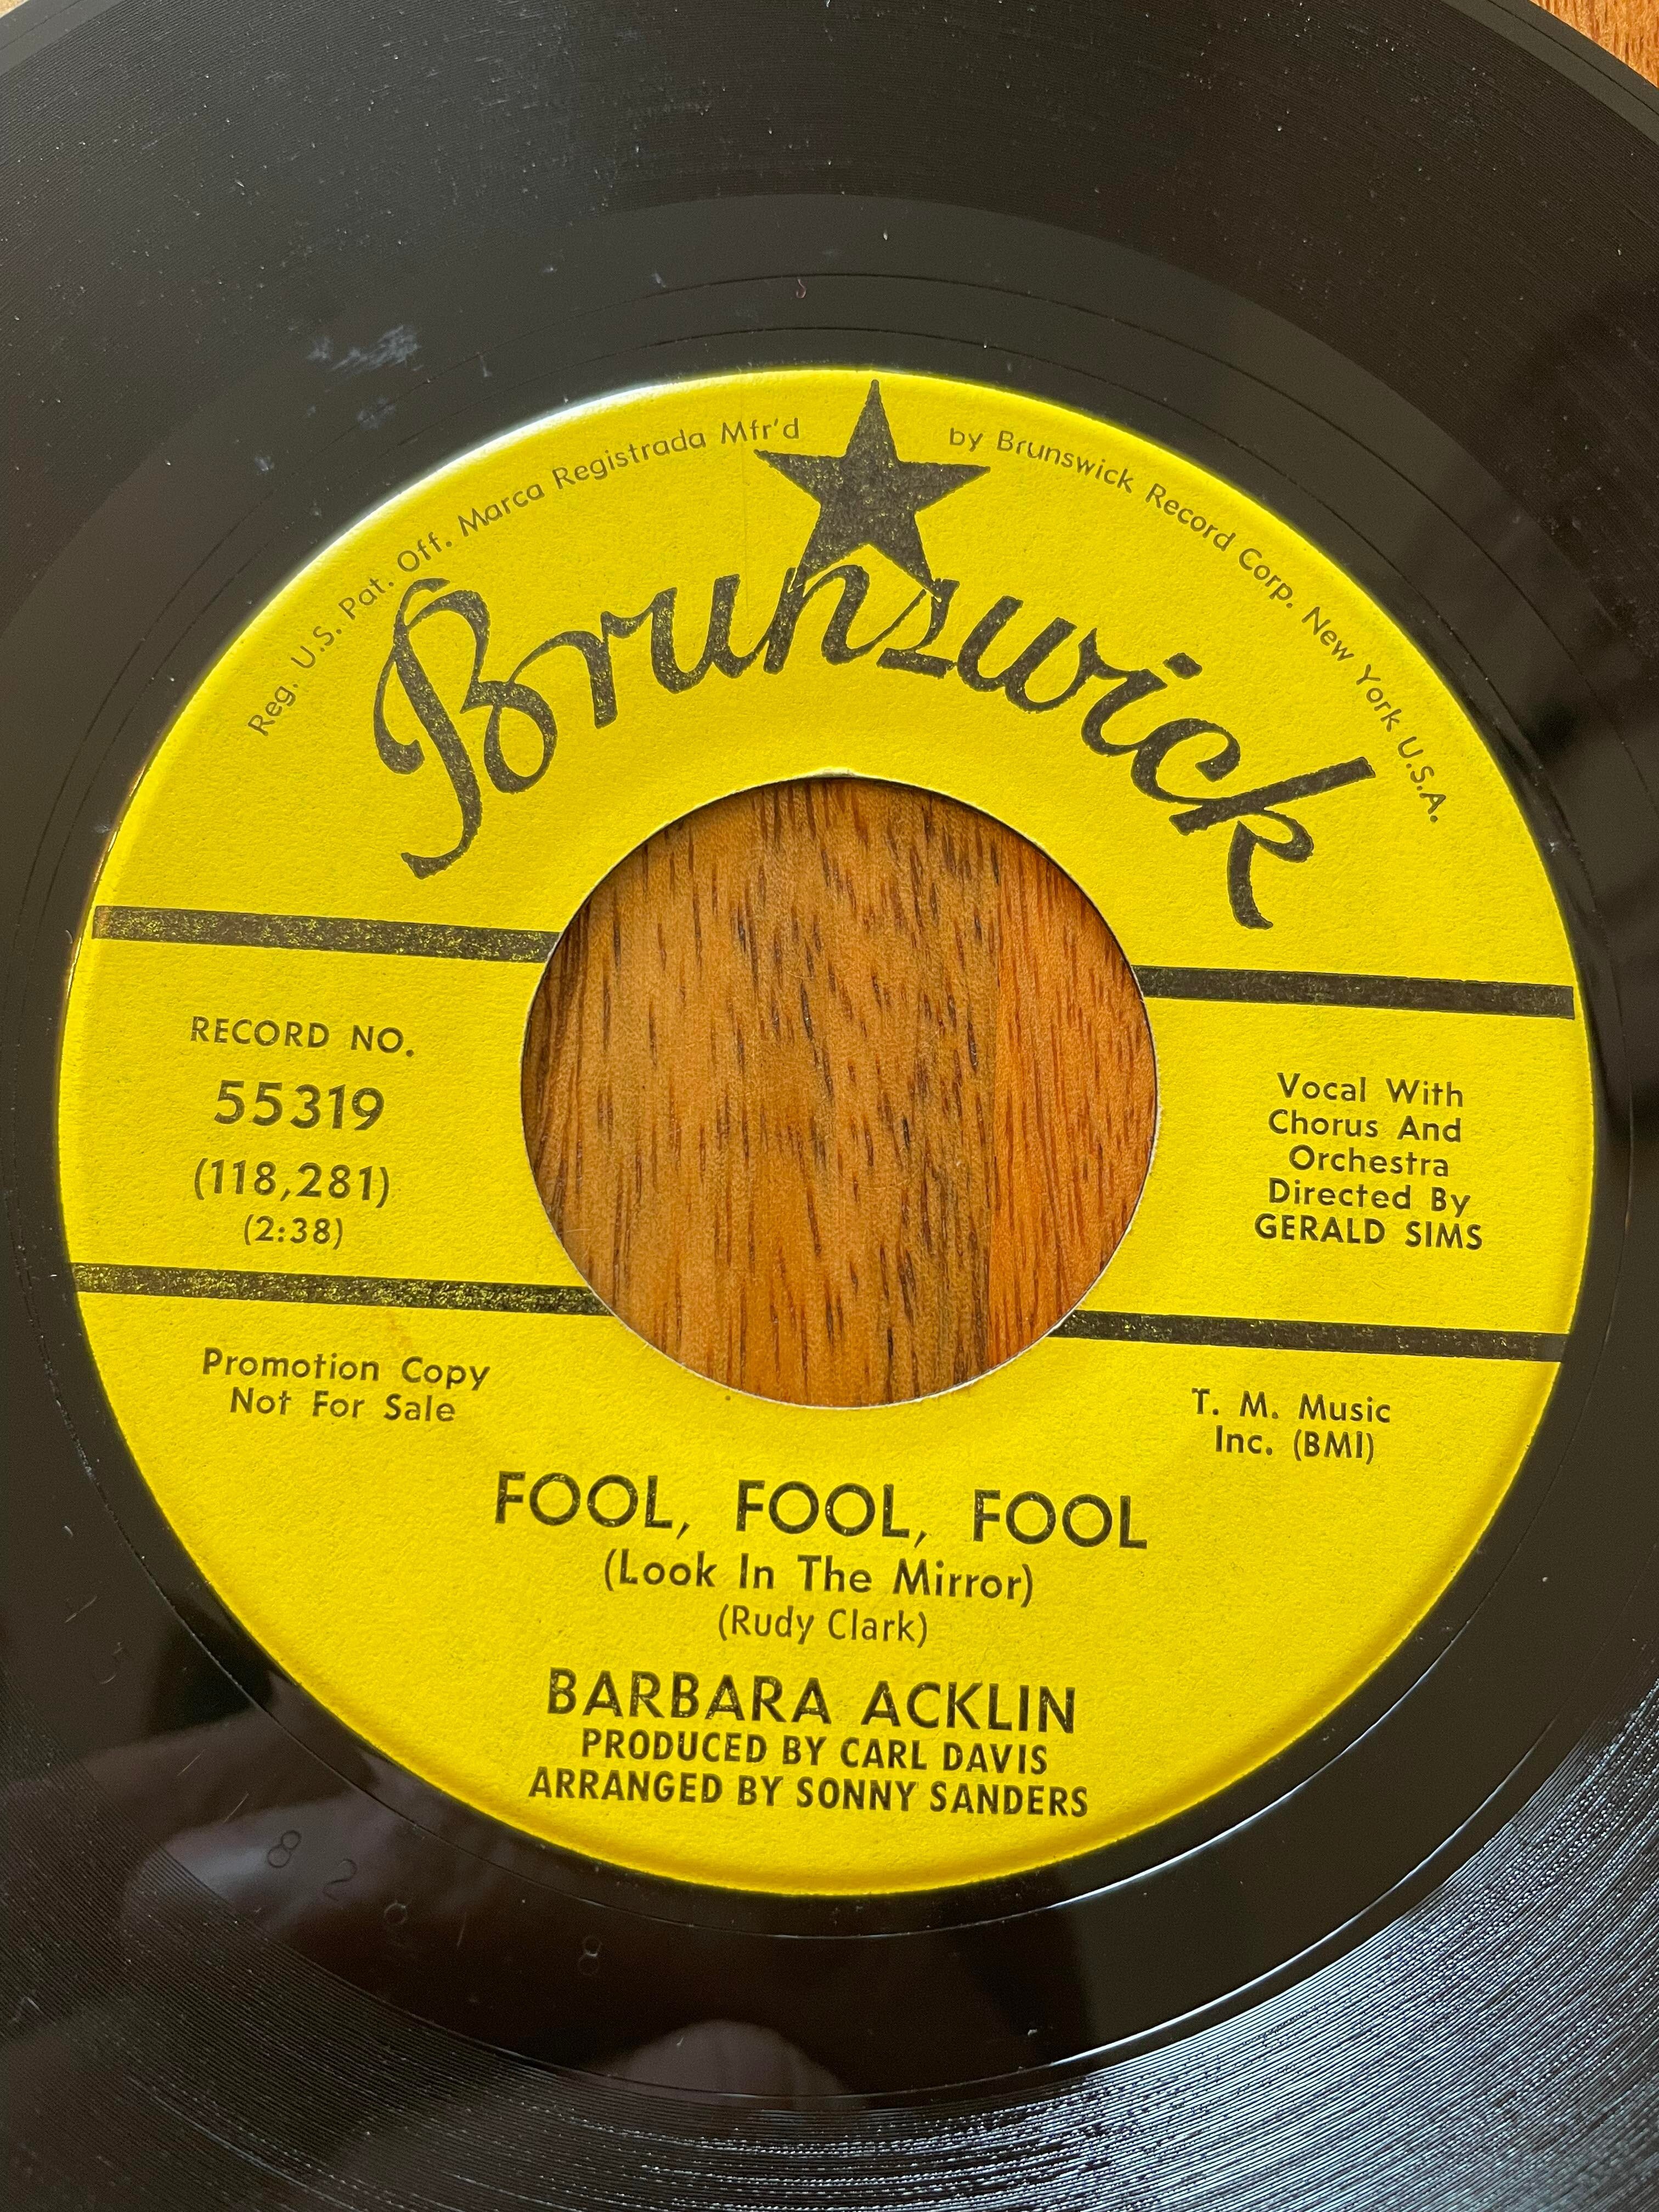 Reg. U.S. Pat. Off. Marca Registrada Mfr'd by Brunswick Record Corp. New York U.S.A.
Brunswick
RECORD NO.
55319
(118,281)
(2:38)
Vocal With
Chorus And
Orchestra
Directed By
GERALD SIMS
Promotion Copy
Not For Sale
T. M. Music
Inc. (BMI)
FOOL, FOOL, FOOL
(Look In The Mirror)
(Rudy Clark)
BARBARA ACKLIN
PRODUCED BY CARL DAVIS
ARRANGED BY SONNY SANDERS